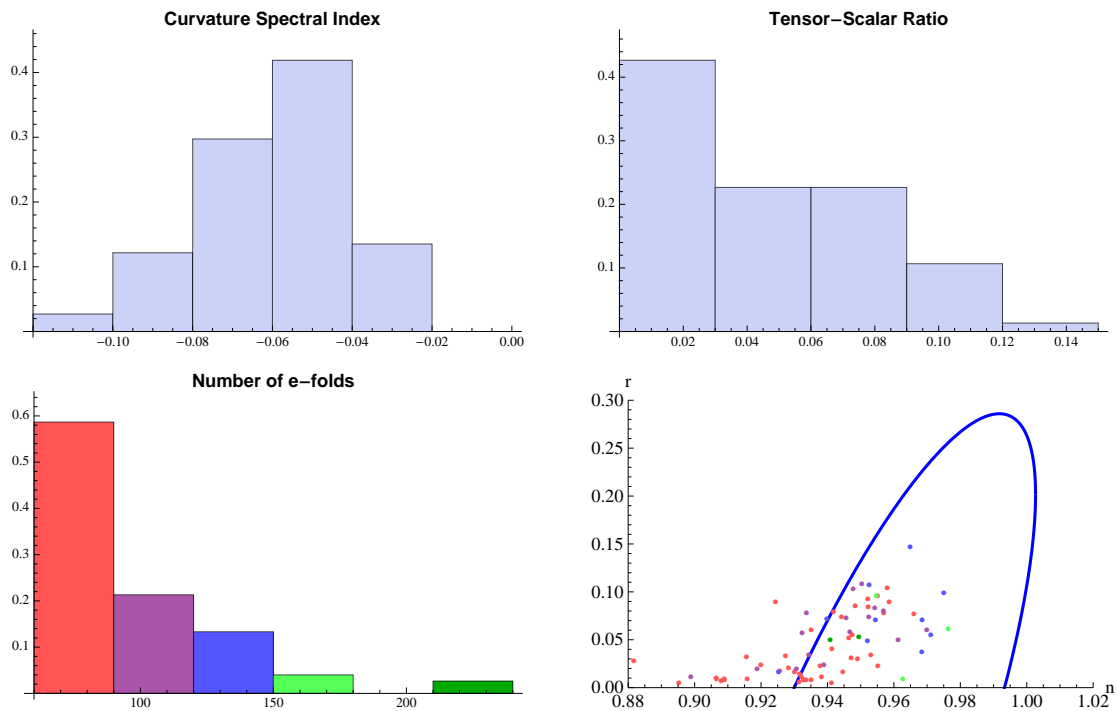 Curvature Spectral Index
0.4
0.3
0.2
0.1
−0.10 −0.08 −0.06 −0.04 −0.02 0.00
Tensor−Scalar Ratio
0.4
0.3
0.2
0.1
0.02 0.04 0.06 0.08 0.10 0.12 0.14
Number of e−folds
0.6
0.5
0.4
0.3
0.2
0.1
100 150 200
r
0.30
0.25
0.20
0.15
0.10
0.05
0.00
0.88 0.90 0.92 0.94 0.96 0.98 1.00 1.02
n